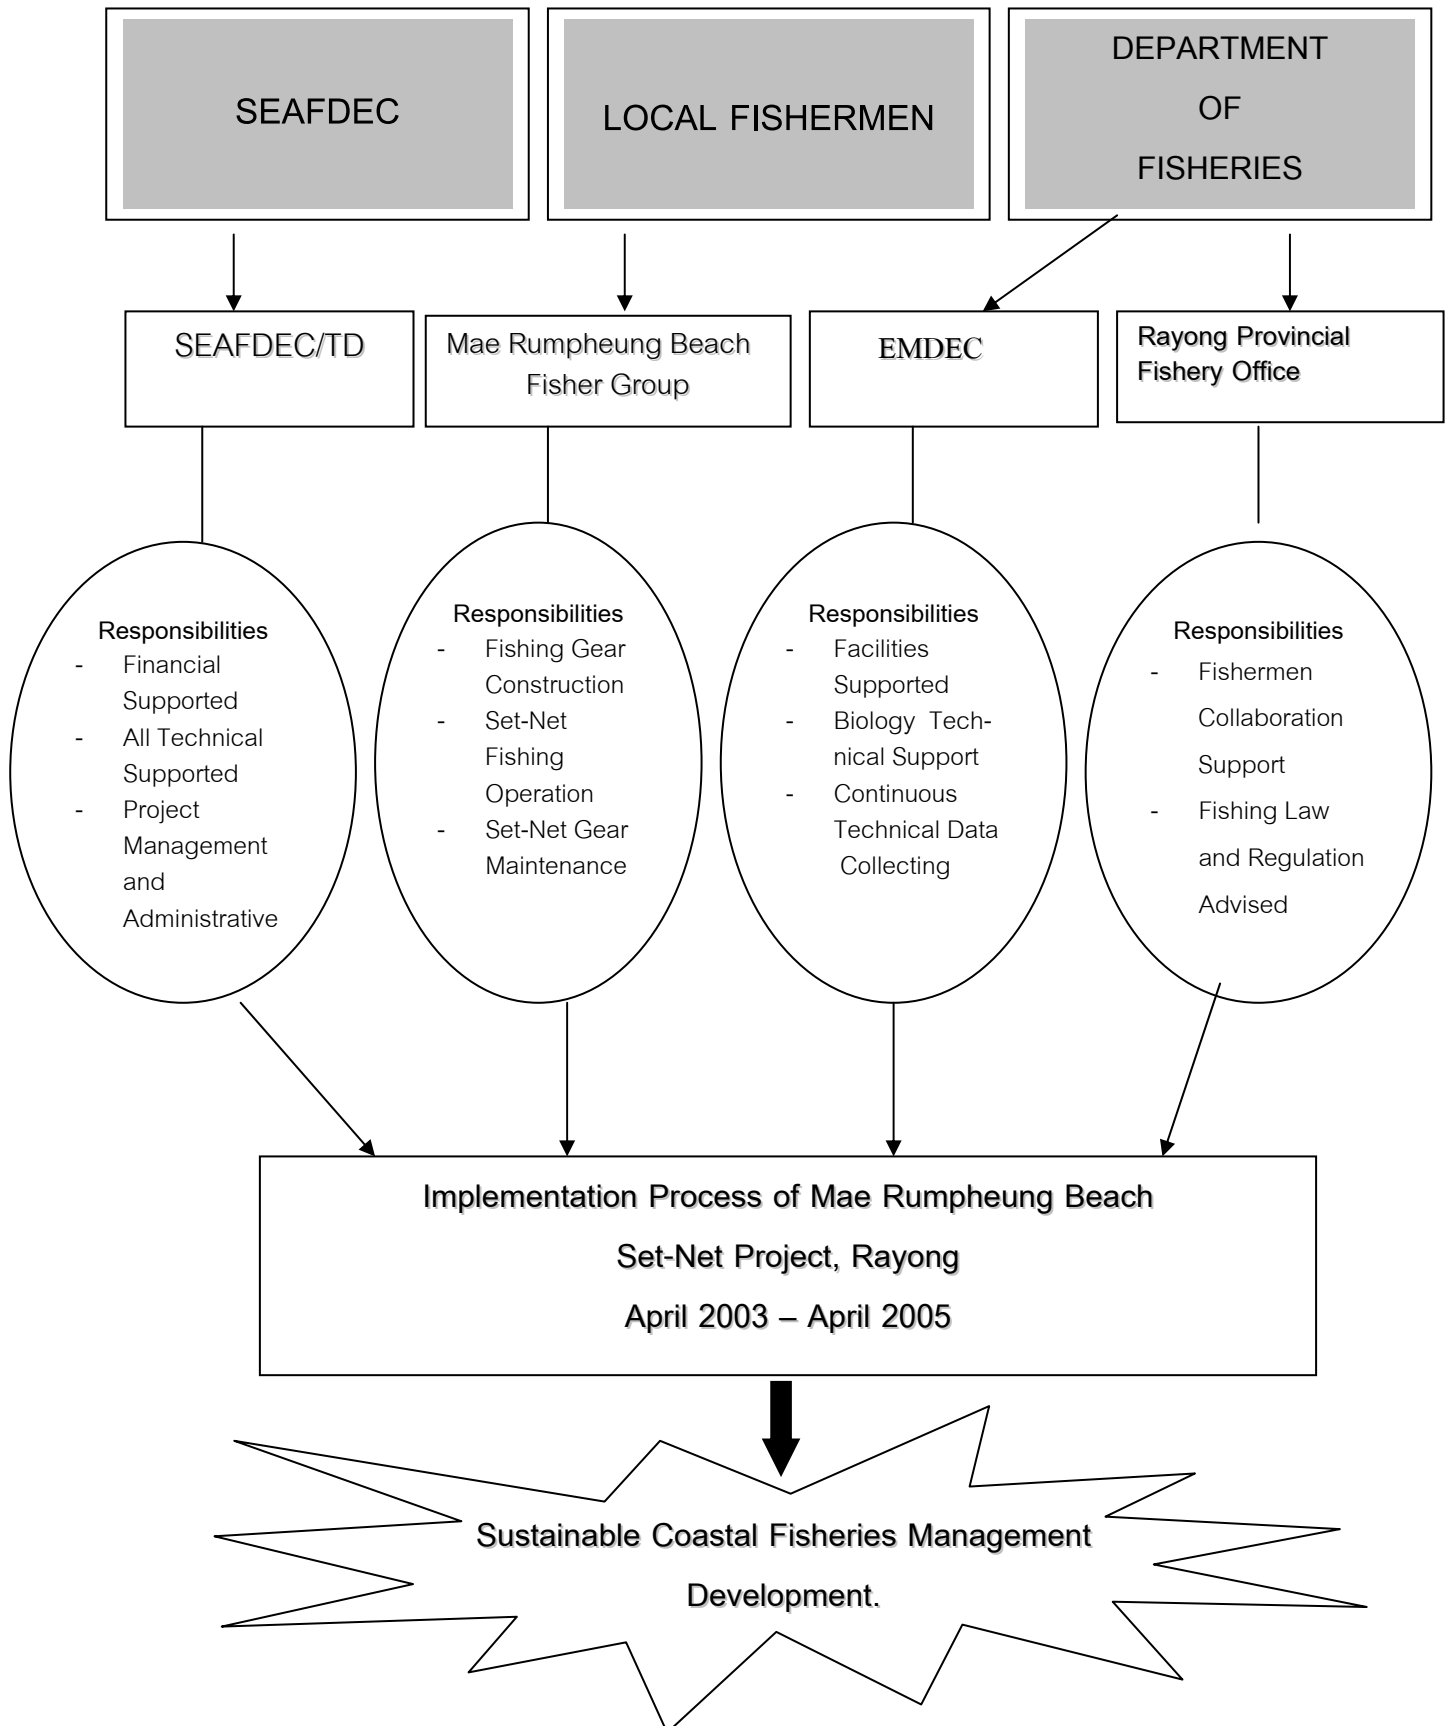 SEAFDEC
LOCAL FISHERMEN
DEPARTMENT
OF
FISHERIES
SEAFDEC/TD
Mae Rumpheung Beach
Fisher Group
EMDEC
Rayong Provincial
Fishery Office
Responsibilities
- Financial
Supported
- All Technical
Supported
- Project
Management
and
Administrative
Responsibilities
- Fishing Gear
Construction
- Set-Net
Fishing
Operation
- Set-Net Gear
Maintenance
Responsibilities
- Facilities
Supported
- Biology Tech-
nical Support
- Continuous
Technical Data
Collecting
Responsibilities
- Fishermen
Collaboration
Support
- Fishing Law
and Regulation
Advised
Implementation Process of Mae Rumpheung Beach
Set-Net Project, Rayong
April 2003 – April 2005
Sustainable Coastal Fisheries Management
Development.